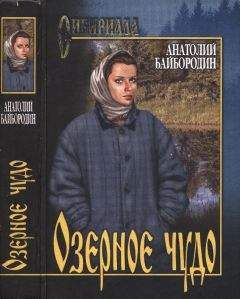 АНАТОЛИЙ
БАЙБОРОДИН
Озерное чудо
Сибириада
АНАТОЛИЙ
БАЙБОРОДИН
Озерное чудо